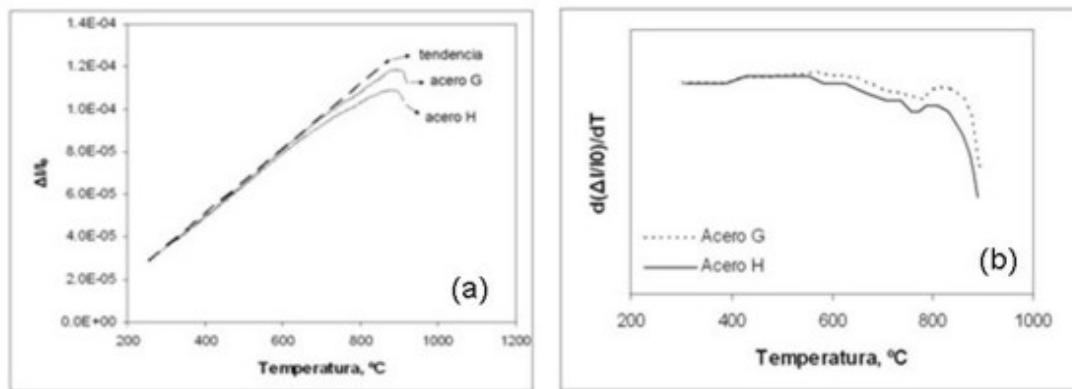 1.4E-04
1.2E-04
1.0E-04
8.0E-05
6.0E-05
4.0E-05
2.0E-05
0.0E+00
Δl/l₀
tendencia
acero G
acero H
(a)
200 400 600 800 1000 1200
Temperatura, ºC
d(Δl/l0)/dT
Acero G
Acero H
(b)
200 400 600 800 1000
Temperatura, ºC